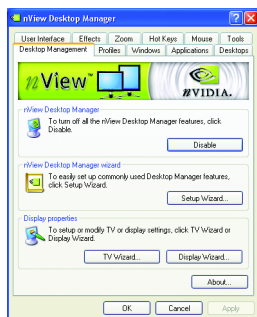 nView Desktop Manager
User Interface Effects Zoom Hot Keys Mouse Tools
Desktop Management Profiles Windows Applications Desktops
nView™
NVIDIA.
nView Desktop Manager
To turn off all the nView Desktop Manager features, click
Disable.
Disable
nView Desktop Manager wizard
To easily set up commonly used Desktop Manager features,
click Setup Wizard.
Setup Wizard...
Display properties
To setup or modify TV or display settings, click TV Wizard or
Display Wizard.
TV Wizard... Display Wizard...
About...
OK Cancel Apply